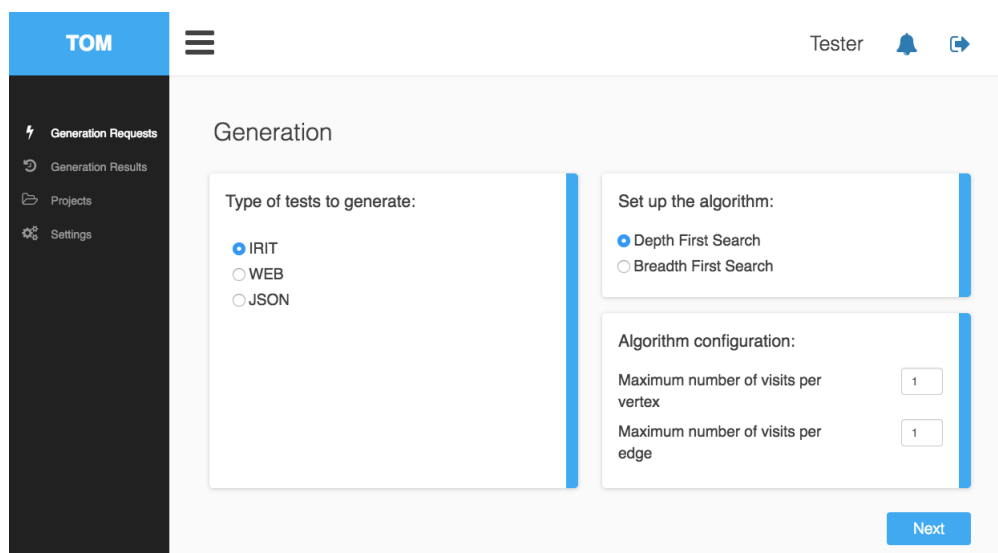 TOM
Tester
Generation Requests
Generation Results
Projects
Settings
Generation
Type of tests to generate:
IRIT
WEB
JSON
Set up the algorithm:
Depth First Search
Breadth First Search
Algorithm configuration:
Maximum number of visits per
vertex
1
Maximum number of visits per
edge
1
Next